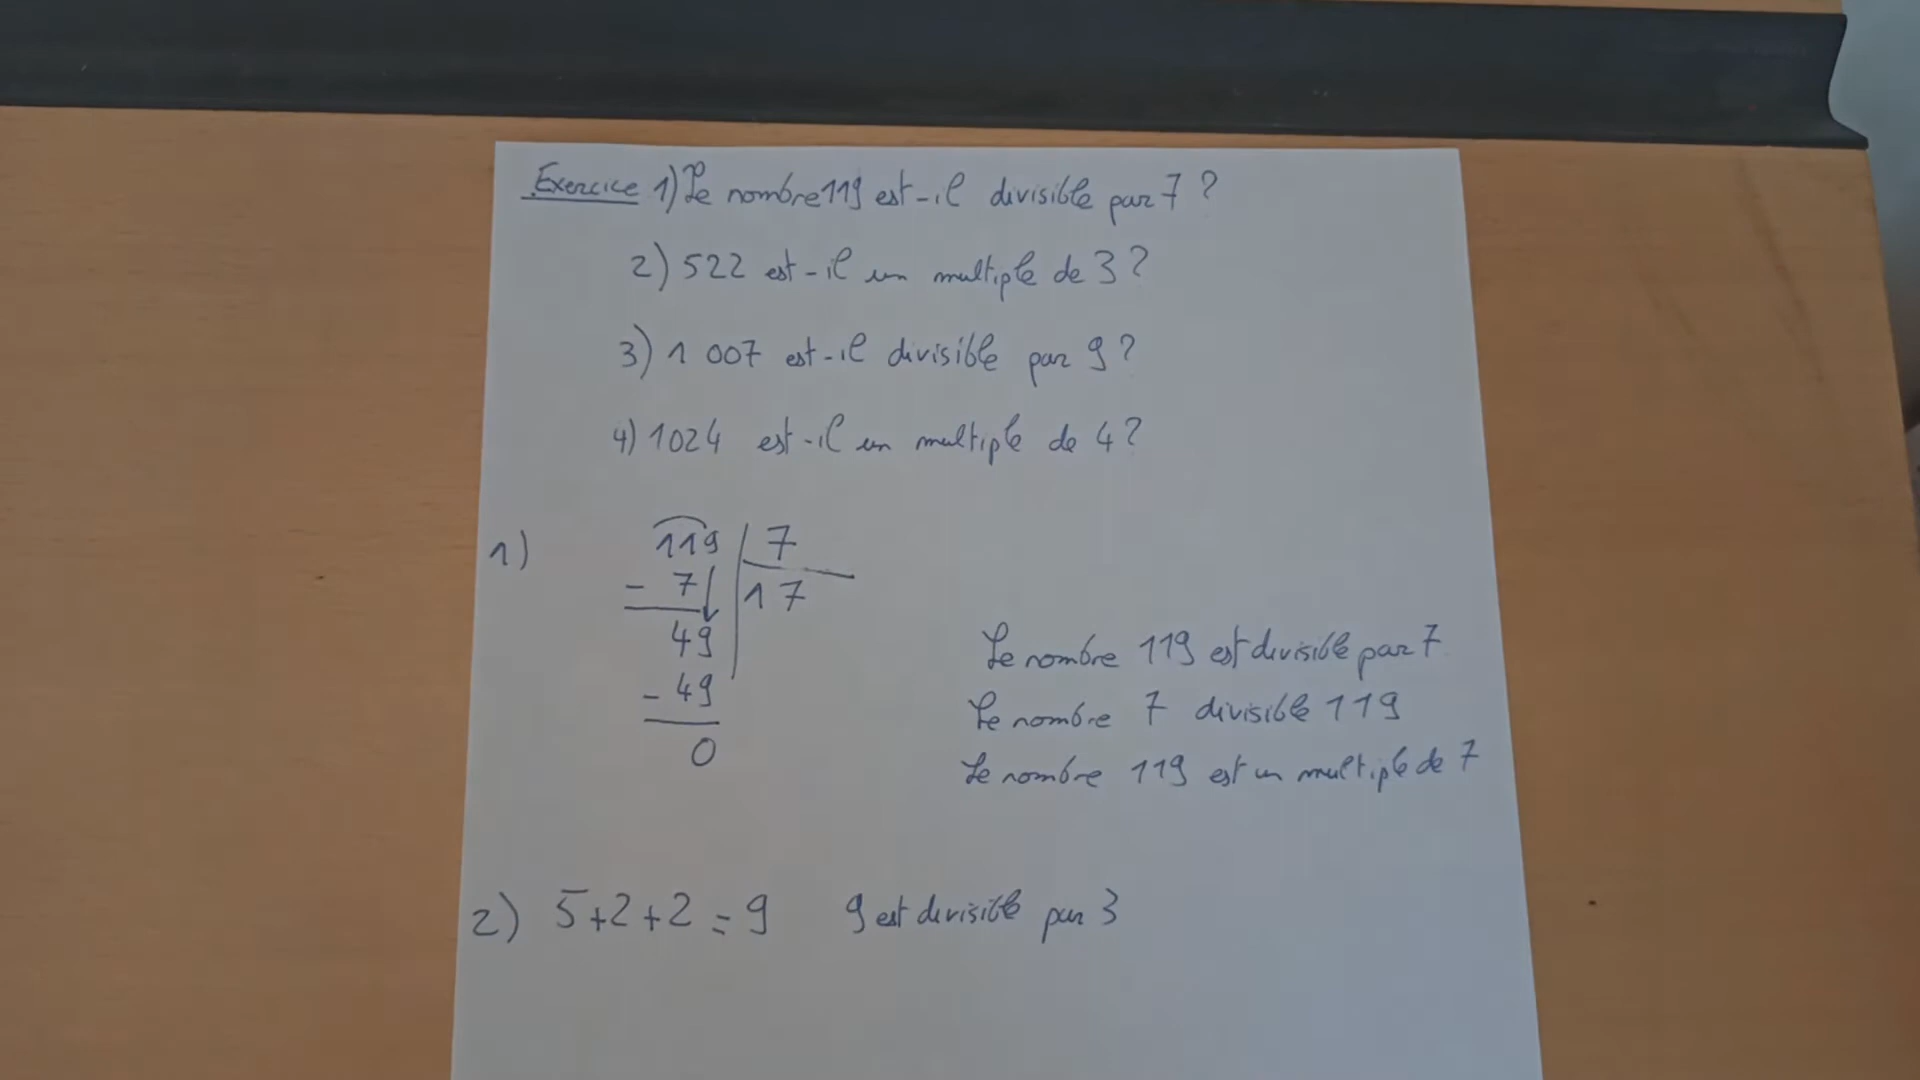 Exercice 1) Le nombre 119 est-il divisible par 7 ?
2) 522 est-il un multiple de 3 ?
3) 1 007 est-il divisible par 9 ?
4) 1024 est-il un multiple de 4 ?
1) 119 | 7
- 7 | 17
49
- 49
0
Le nombre 119 est divisible par 7
Le nombre 7 divisible 119
Le nombre 119 est un multiple de 7
2) 5+2+2 = 9 9 est divisible par 3